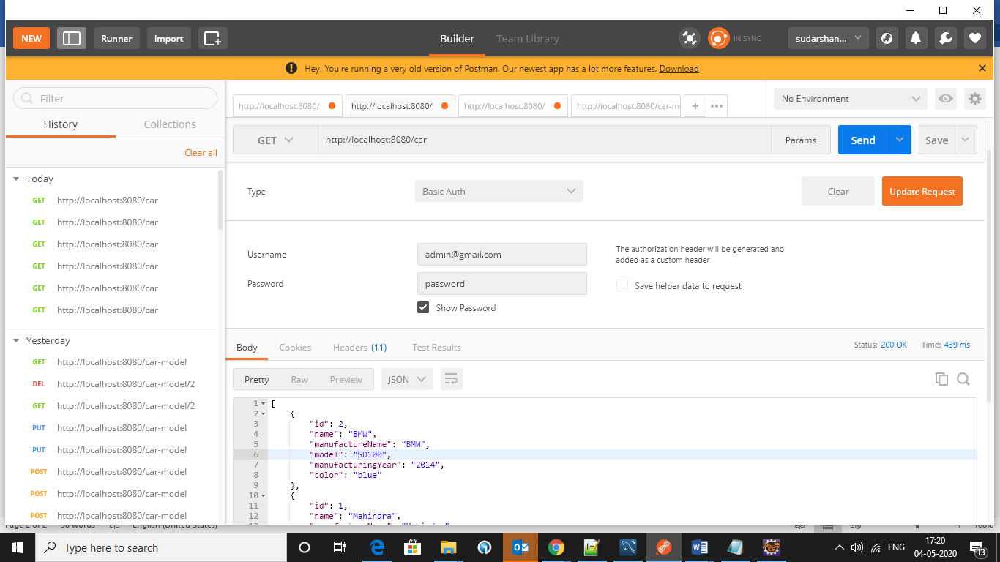 NEW
Runner
Import
Builder
Team Library
IN SYNC
sudarshan...
Hey! You're running a very old version of Postman. Our newest app has a lot more features. Download
Filter
History
Collections
Clear all
Today
GET http://localhost:8080/car
GET http://localhost:8080/car
GET http://localhost:8080/car
GET http://localhost:8080/car
GET http://localhost:8080/car
GET http://localhost:8080/car
Yesterday
GET http://localhost:8080/car-model
DEL http://localhost:8080/car-model/2
GET http://localhost:8080/car-model/2
PUT http://localhost:8080/car-model
PUT http://localhost:8080/car-model
POST http://localhost:8080/car-model
POST http://localhost:8080/car-model
POST http://localhost:8080/car-model
http://localhost:8080/
http://localhost:8080/
http://localhost:8080/
http://localhost:8080/car-m
+
•••
No Environment
GET
http://localhost:8080/car
Params
Send
Save
Type
Basic Auth
Clear
Update Request
Username
admin@gmail.com
The authorization header will be generated and
added as a custom header
Password
password
Save helper data to request
Show Password
Body
Cookies
Headers (11)
Test Results
Status: 200 OK
Time: 439 ms
Pretty
Raw
Preview
JSON
1 [
2 {
3 "id": 2,
4 "name": "BMW",
5 "manufactureName": "BMW",
6 "model": "SD100",
7 "manufacturingYear": "2014",
8 "color": "blue"
9 },
10 {
11 "id": 1,
12 "name": "Mahindra",
Type here to search
ENG
17:20
04-05-2020
13